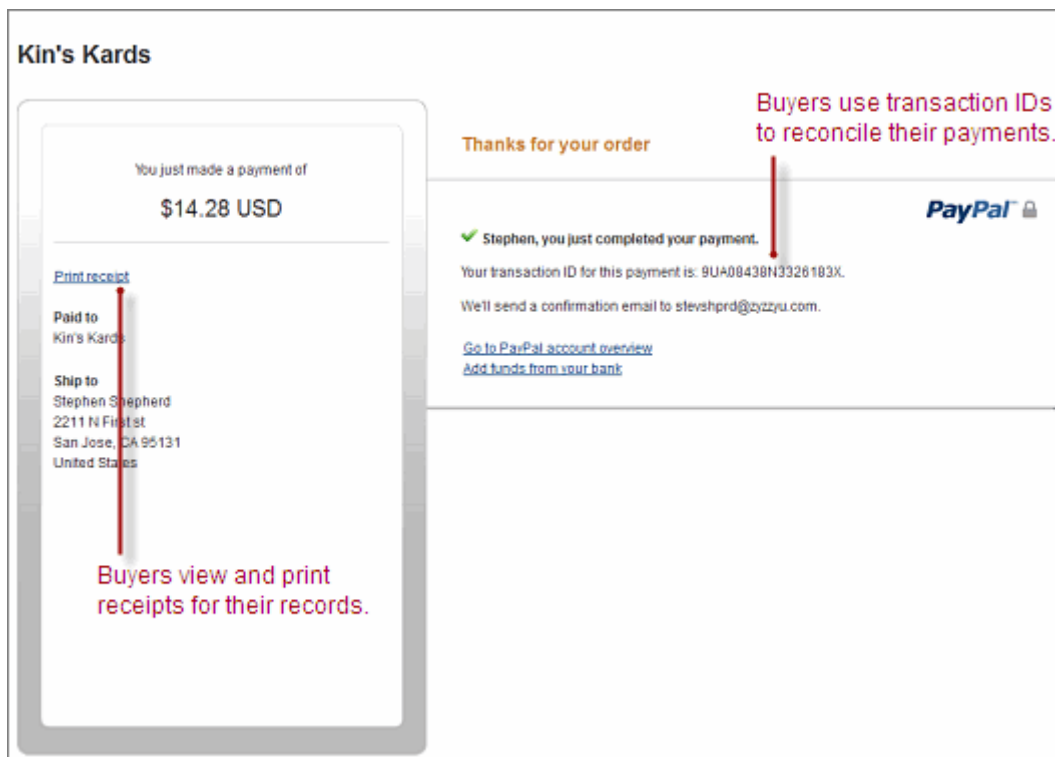 Kin's Kards
You just made a payment of
$14.28 USD
Print receipt
Paid to
Kin's Kards
Ship to
Stephen Shepherd
2211 N First st
San Jose, CA 95131
United States
Buyers view and print
receipts for their records.
Buyers use transaction IDs
to reconcile their payments.
Thanks for your order
PayPal
Stephen, you just completed your payment.
Your transaction ID for this payment is: 9UA08438N3326183X.
We'll send a confirmation email to stevshprd@zyzzyu.com.
Go to PayPal account overview
Add funds from your bank